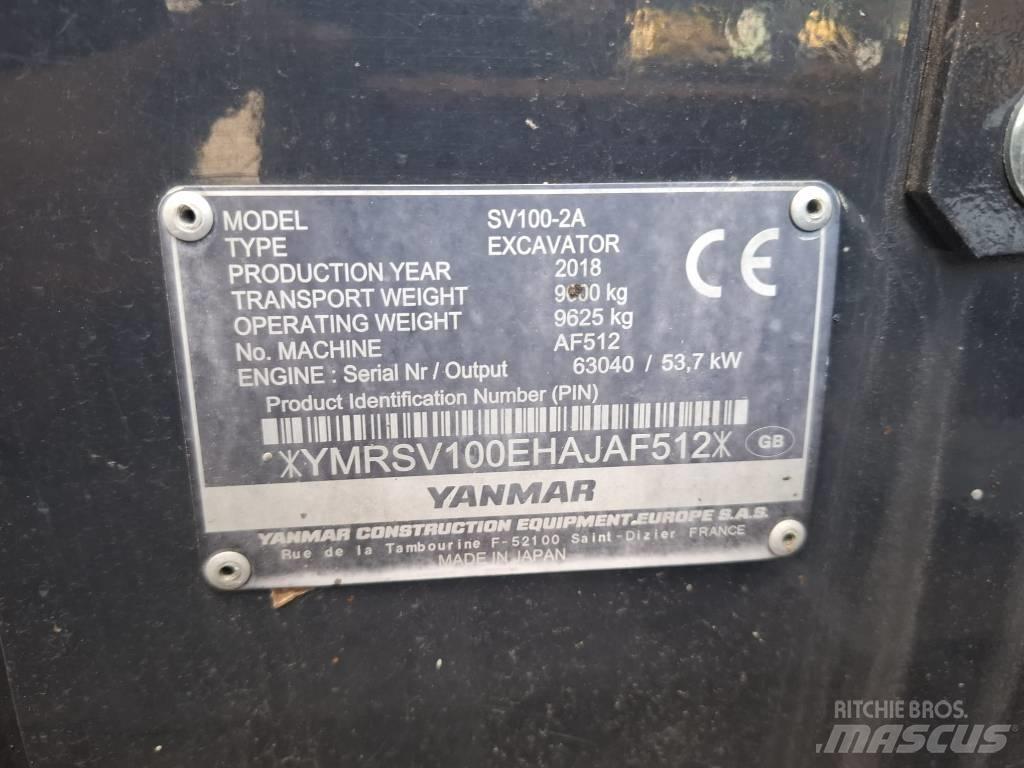 MODEL SV100-2A
TYPE EXCAVATOR
PRODUCTION YEAR 2018
TRANSPORT WEIGHT kg
OPERATING WEIGHT 9625 kg
No. MACHINE AF512
ENGINE : Serial Nr / Output 63040 / 53,7 kW
CE
Product Identification Number (PIN)
*YMRSV100EHAJAF512*
GB
YANMAR
YANMAR CONSTRUCTION EQUIPMENT EUROPE S.A.S.
Rue de la Tambourine F-52100 Saint-Dizier FRANCE
MADE IN JAPAN
RITCHIE BROS.
MASCUS